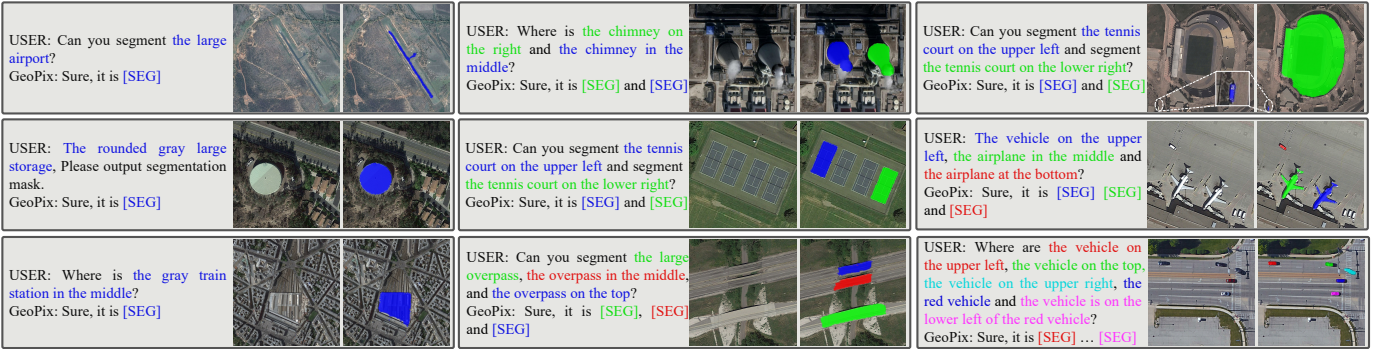 USER: Can you segment the large
airport?
GeoPix: Sure, it is [SEG]
USER: Where is the chimney on
the right and the chimney in the
middle?
GeoPix: Sure, it is [SEG] and [SEG]
USER: Can you segment the tennis
court on the upper left and segment
the tennis court on the lower right?
GeoPix: Sure, it is [SEG] and [SEG]
USER: The rounded gray large
storage, Please output segmentation
mask.
GeoPix: Sure, it is [SEG]
USER: Can you segment the tennis
court on the upper left and segment
the tennis court on the lower right?
GeoPix: Sure, it is [SEG] and [SEG]
USER: The vehicle on the upper
left, the airplane in the middle and
the airplane at the bottom?
GeoPix: Sure, it is [SEG] [SEG]
and [SEG]
USER: Where is the gray train
station in the middle?
GeoPix: Sure, it is [SEG]
USER: Can you segment the large
overpass, the overpass in the middle,
and the overpass on the top?
GeoPix: Sure, it is [SEG], [SEG]
and [SEG]
USER: Where are the vehicle on
the upper left, the vehicle on the top,
the vehicle on the upper right, the
red vehicle and the vehicle is on the
lower left of the red vehicle?
GeoPix: Sure, it is [SEG] ... [SEG]